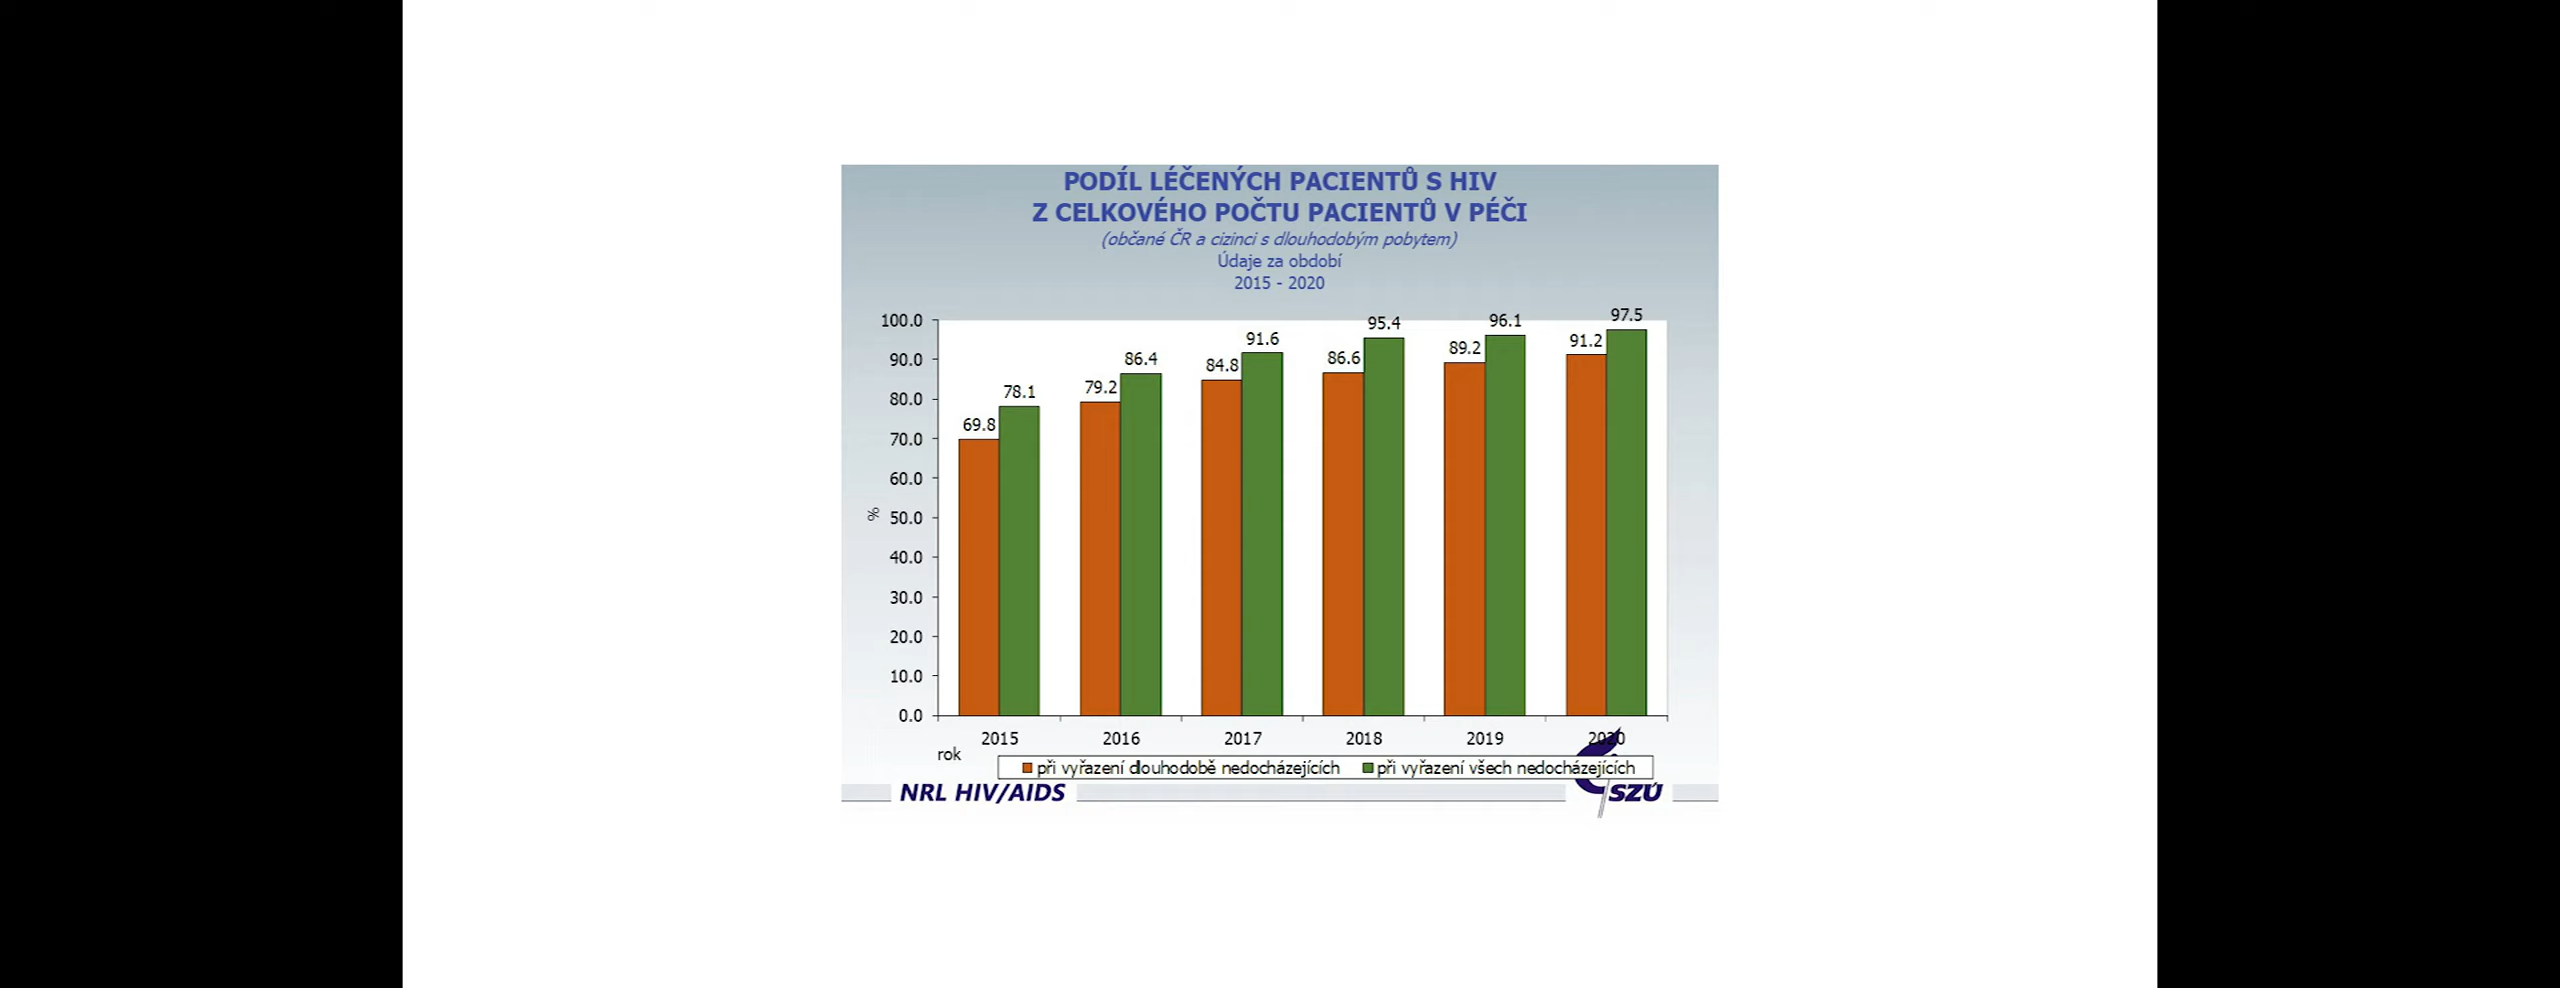 PODÍL LÉČENÝCH PACIENTŮ S HIV
Z CELKOVÉHO POČTU PACIENTŮ V PÉČI
(občané ČR a cizinci s dlouhodobým pobytem)
Údaje za období
2015 - 2020
100.0
90.0
80.0
70.0
60.0
50.0
40.0
30.0
20.0
10.0
0.0
%
69.8
78.1
79.2
86.4
84.8
91.6
86.6
95.4
89.2
96.1
91.2
97.5
2015 2016 2017 2018 2019 2020
rok
při vyřazení dlouhodobě nedocházejících při vyřazení všech nedocházejících
NRL HIV/AIDS
SZÚ